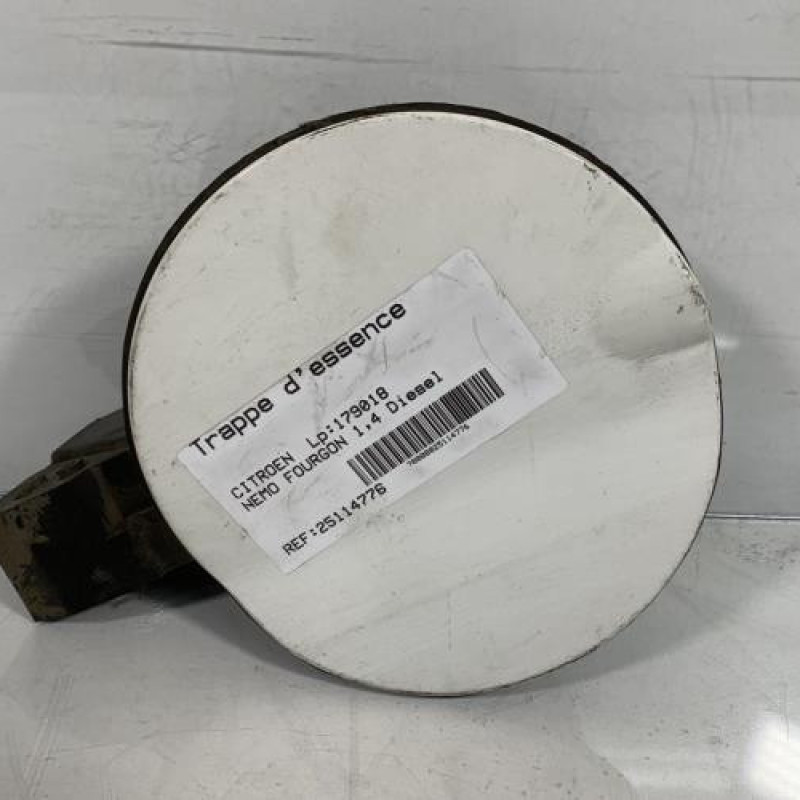 Trappe d'essence
CITROEN Lp:179018
NEMO FOURGON 1.4 Diesel
REF:25114776